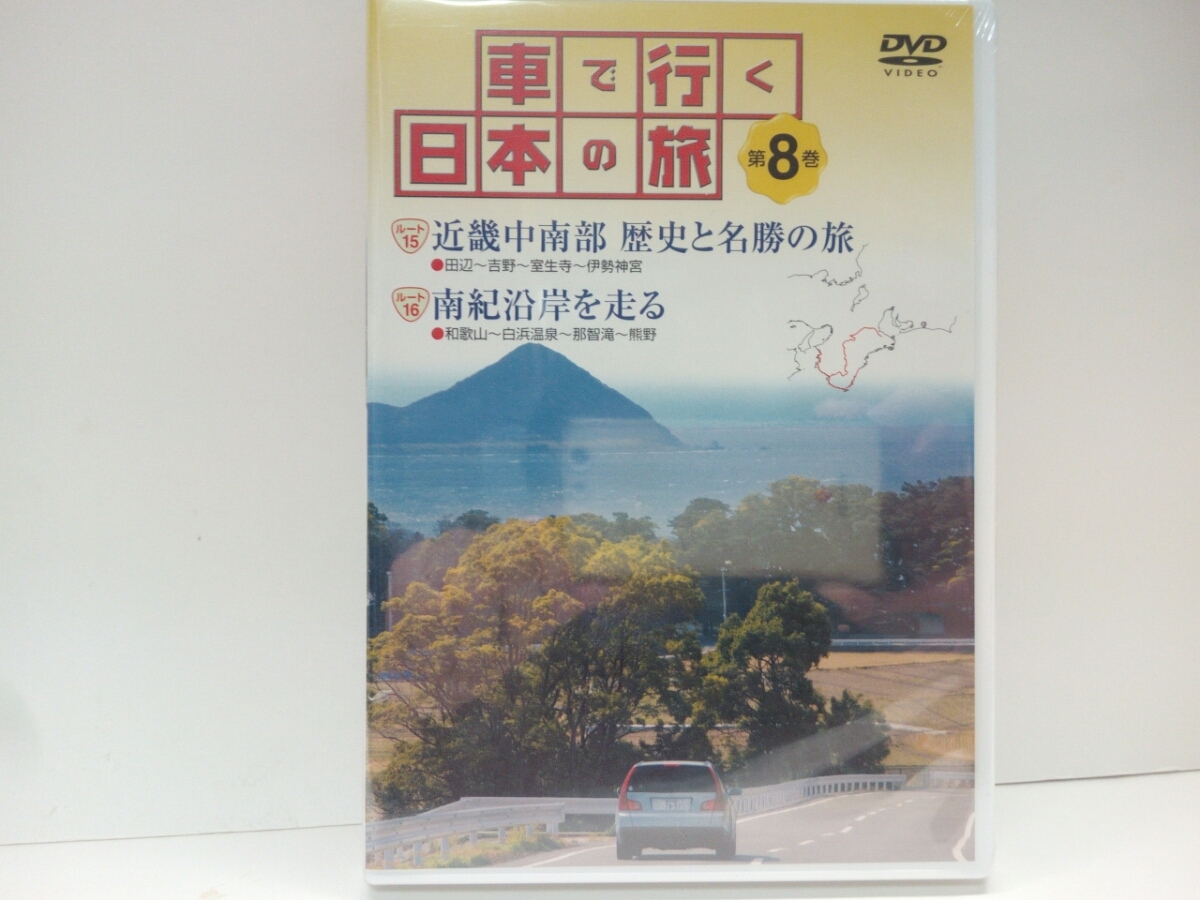 DVD
VIDEO
車で行く
日本の旅
第8巻
ルート15
近畿中南部 歴史と名勝の旅
●田辺~吉野~室生寺~伊勢神宮
ルート16
南紀沿岸を走る
●和歌山~白浜温泉~那智滝~熊野